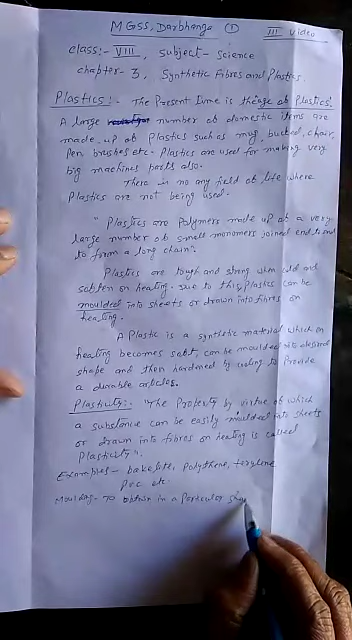 MGSS, Darbhanga ① III video
class:- VIII, subject- science
chapter- 3, Synthetic Fibres and Plastics.
Plastics:- The Present time is the age of Plastics.
A large number of domestic items are
made up of Plastics such as mug, bucked, chair,
Pen brushes etc- Plastics are used for making very
big machines parts also.
There is no any field of life where
Plastics are not being used.
"Plastics are Polymers made up of a very
large number of small monomers joined end to end
to form a long chain".
Plastics are tough and strong when cold and
soften on heating. Due to this Plastics can be
moulded into sheets or drawn into fibres on
heating.
A Plastic is a synthetic material which on
heating becomes soft, can be moulded into desired
shape and then hardened by cooling to Provide
a durable articles.
Plasticity:- "The Property by virtue of which
a substance can be easily moulded into sheets
or drawn into fibres on heating is called
Plasticity".
Examples- bakelite, Polythene, terylene
PVC etc.
Moulding- To obtain in a Particular